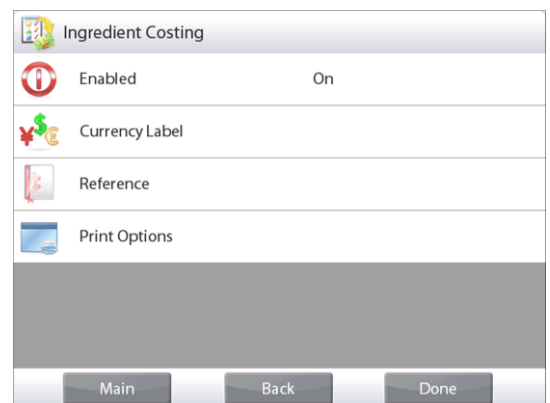 Ingredient Costing
Enabled On
Currency Label
Reference
Print Options
Main Back Done